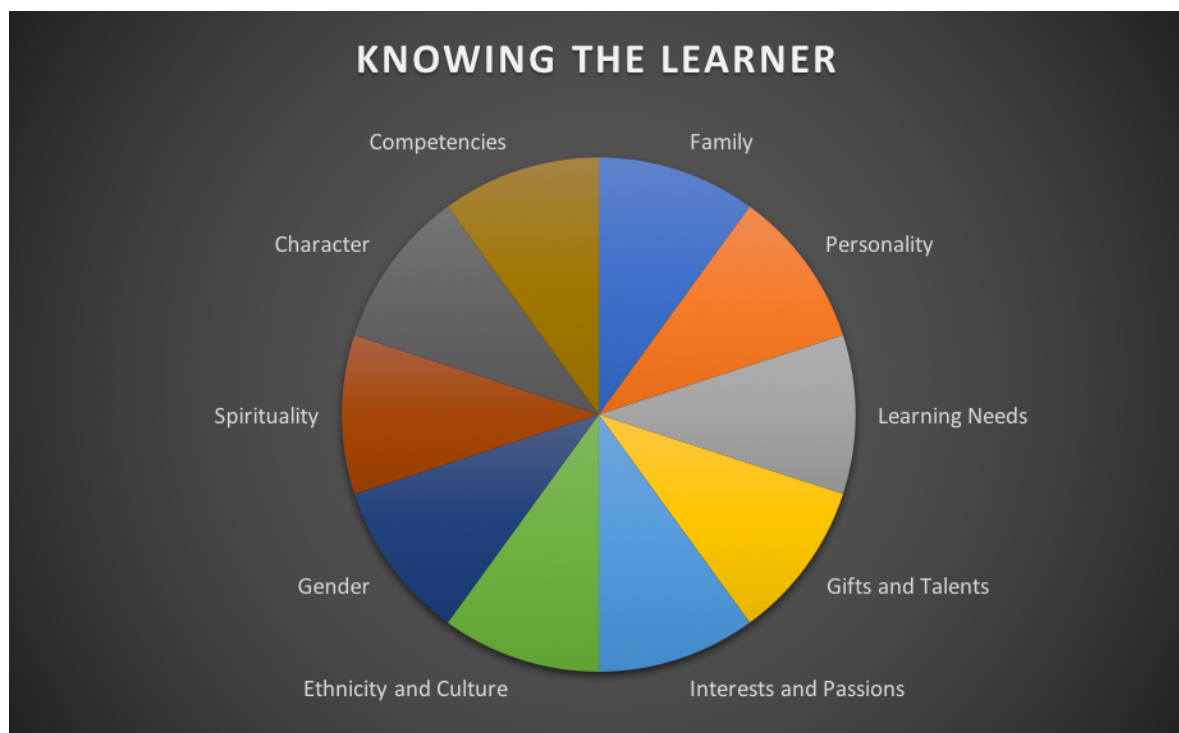 KNOWING THE LEARNER
Competencies
Family
Character
Personality
Spirituality
Learning Needs
Gender
Gifts and Talents
Ethnicity and Culture
Interests and Passions